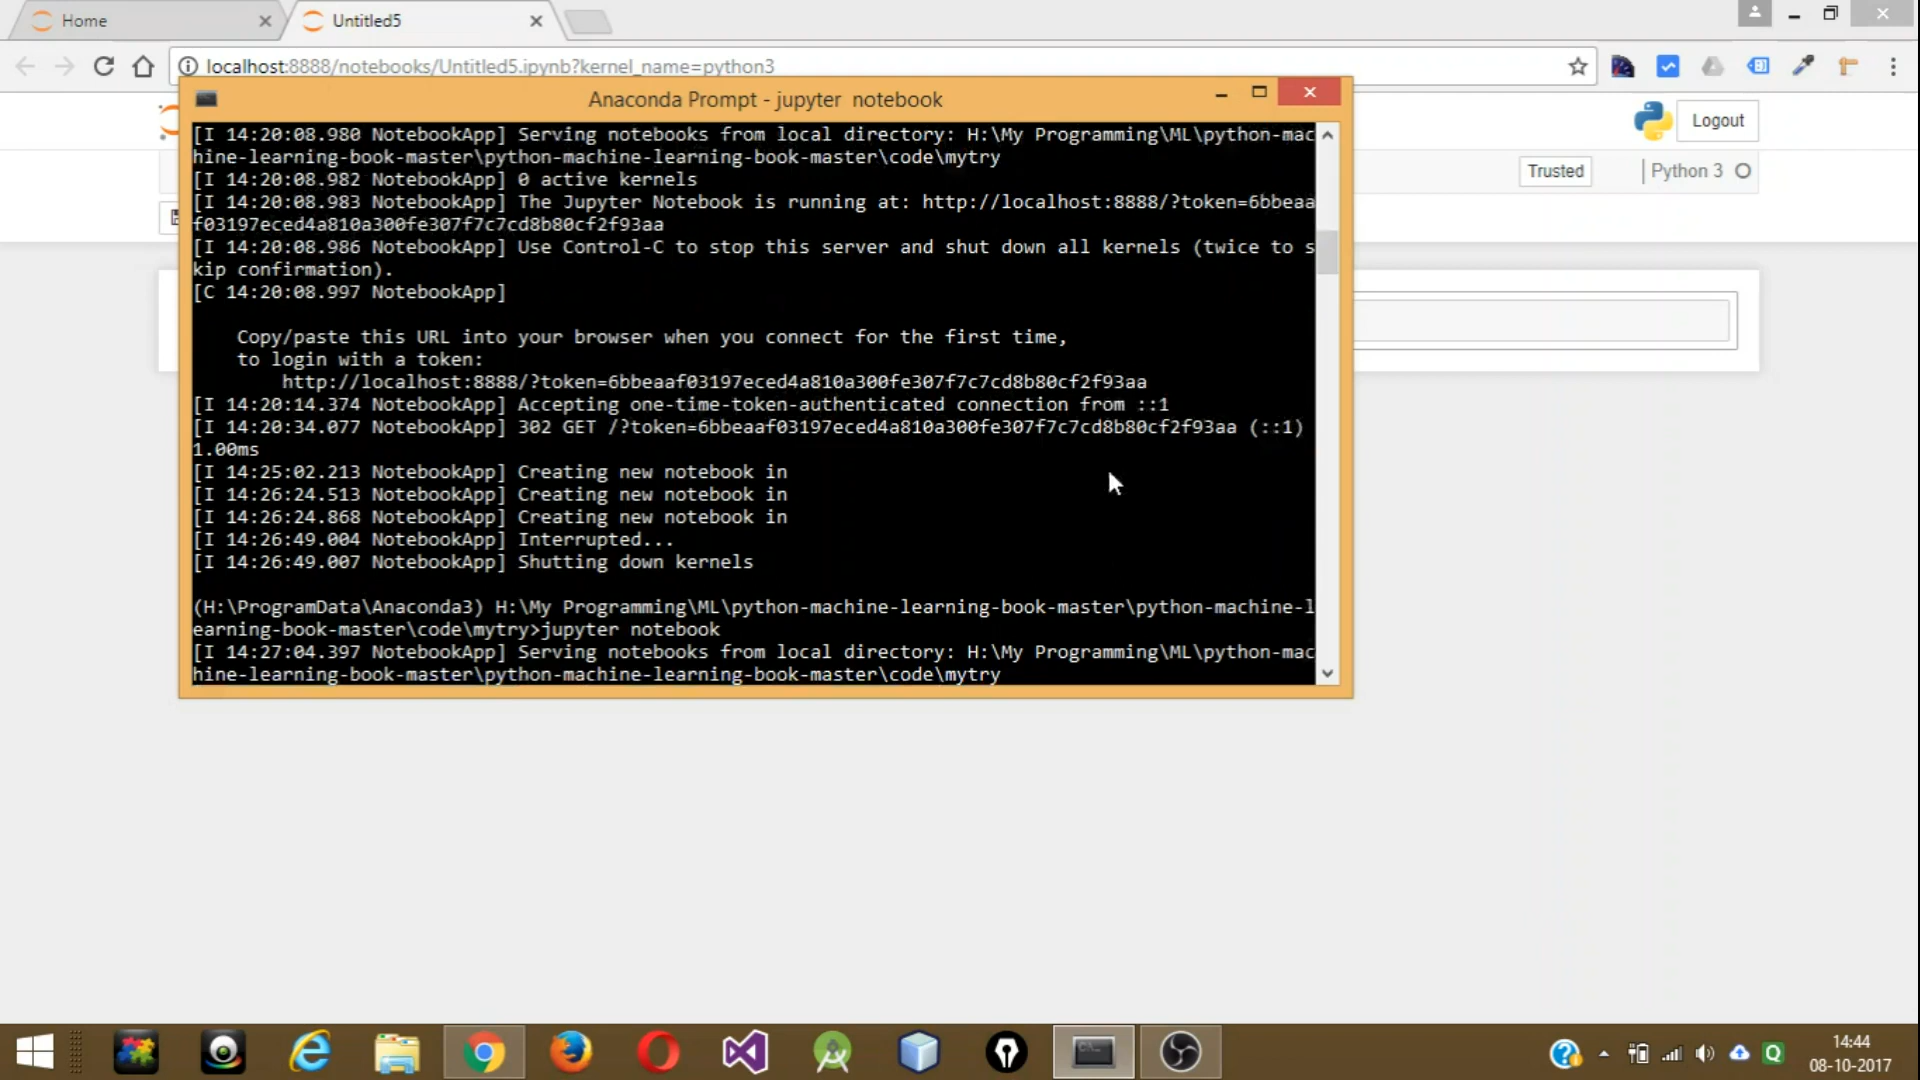 Home
Untitled5
localhost:8888/notebooks/Untitled5.ipynb?kernel_name=python3
Anaconda Prompt - jupyter  notebook
Logout
Trusted
Python 3
[I 14:20:08.980 NotebookApp] Serving notebooks from local directory: H:\My Programming\ML\python-mac
hine-learning-book-master\python-machine-learning-book-master\code\mytry
[I 14:20:08.982 NotebookApp] 0 active kernels
[I 14:20:08.983 NotebookApp] The Jupyter Notebook is running at: http://localhost:8888/?token=6bbeaa
f03197eced4a810a300fe307f7c7cd8b80cf2f93aa
[I 14:20:08.986 NotebookApp] Use Control-C to stop this server and shut down all kernels (twice to s
kip confirmation).
[C 14:20:08.997 NotebookApp]
Copy/paste this URL into your browser when you connect for the first time,
to login with a token:
http://localhost:8888/?token=6bbeaaf03197eced4a810a300fe307f7c7cd8b80cf2f93aa
[I 14:20:14.374 NotebookApp] Accepting one-time-token-authenticated connection from ::1
[I 14:20:34.077 NotebookApp] 302 GET /?token=6bbeaaf03197eced4a810a300fe307f7c7cd8b80cf2f93aa (::1)
1.00ms
[I 14:25:02.213 NotebookApp] Creating new notebook in
[I 14:26:24.513 NotebookApp] Creating new notebook in
[I 14:26:24.868 NotebookApp] Creating new notebook in
[I 14:26:49.004 NotebookApp] Interrupted...
[I 14:26:49.007 NotebookApp] Shutting down kernels
(H:\ProgramData\Anaconda3) H:\My Programming\ML\python-machine-learning-book-master\python-machine-l
earning-book-master\code\mytry>jupyter notebook
[I 14:27:04.397 NotebookApp] Serving notebooks from local directory: H:\My Programming\ML\python-mac
hine-learning-book-master\python-machine-learning-book-master\code\mytry
14:44
08-10-2017